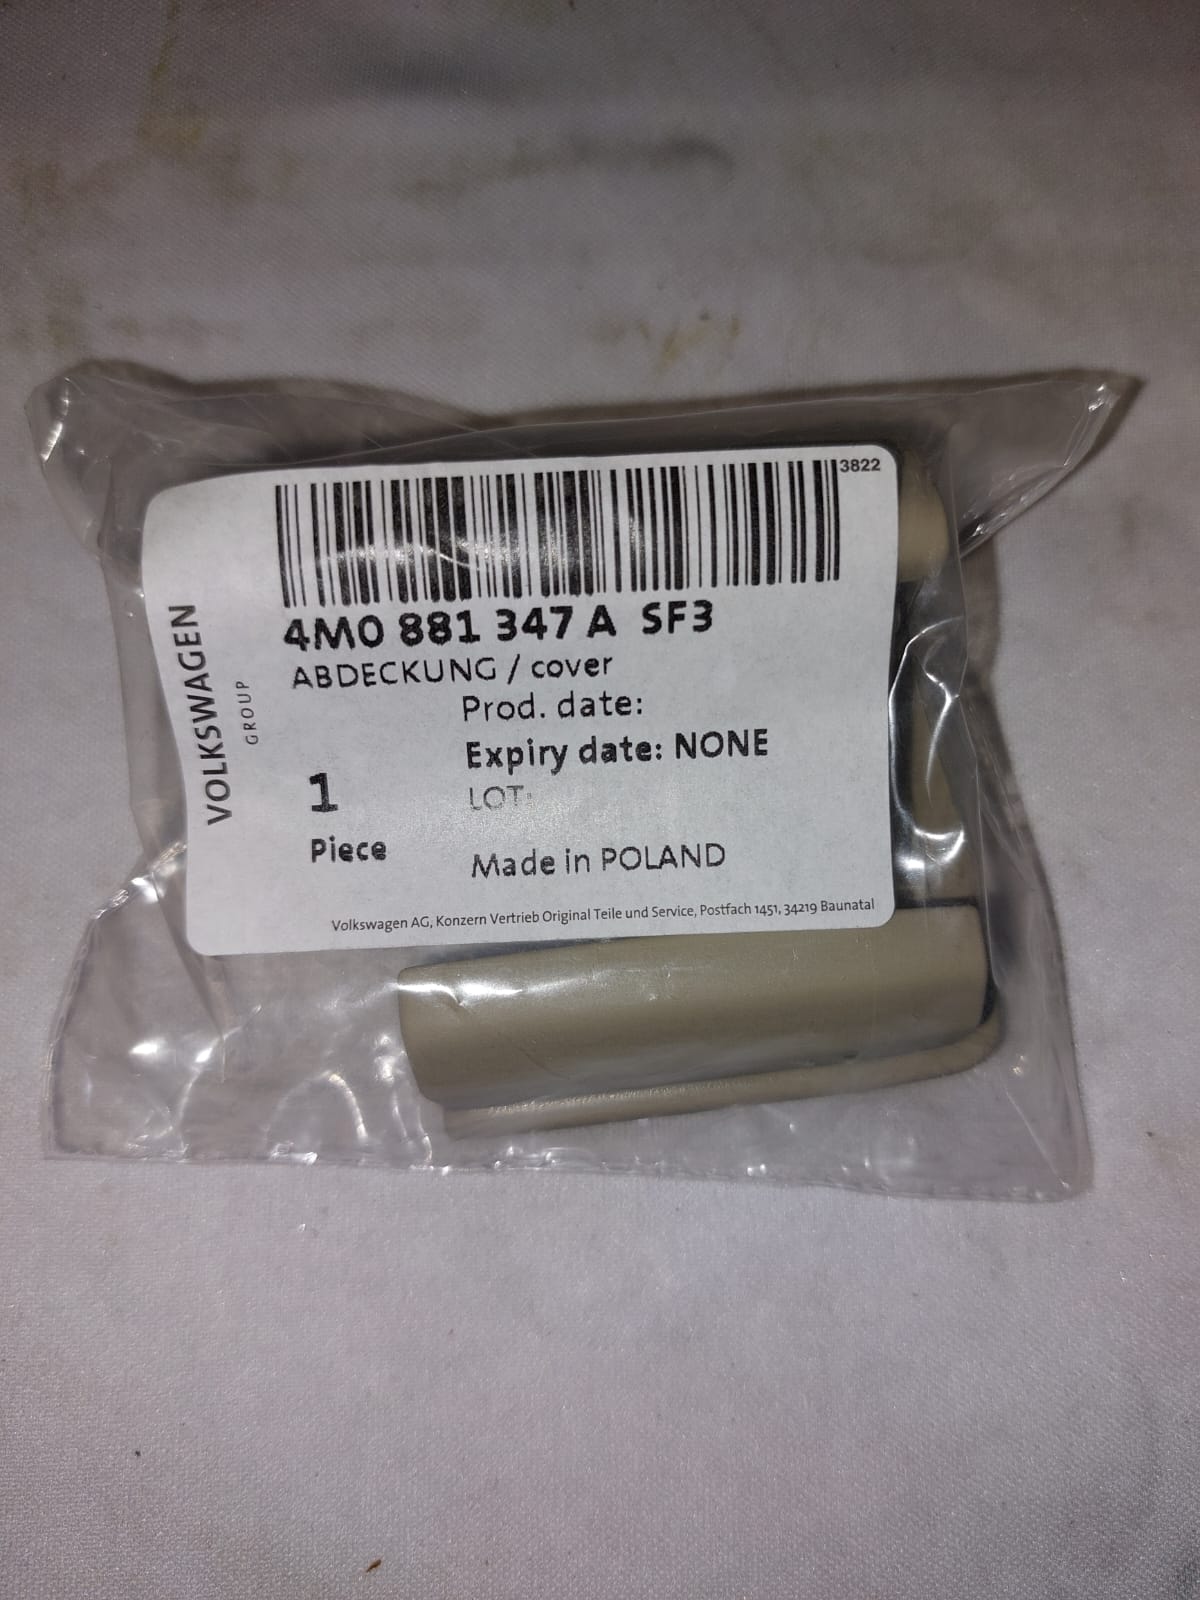 3822
4M0 881 347 A SF3
ABDECKUNG / cover
Prod. date:
Expiry date: NONE
1
LOT:
Piece
Made in POLAND
Volkswagen AG, Konzern Vertrieb Original Teile und Service, Postfach 1451, 34219 Baunatal
VOLKSWAGEN
GROUP